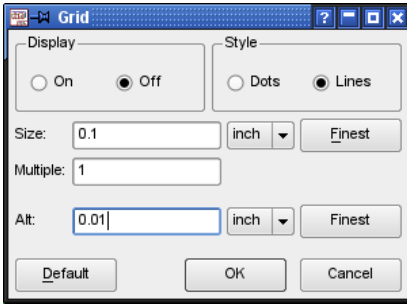 Grid
Display Style
On Off Dots Lines
Size: 0.1 inch Finest
Multiple: 1
Alt: 0.01 inch Finest
Default OK Cancel